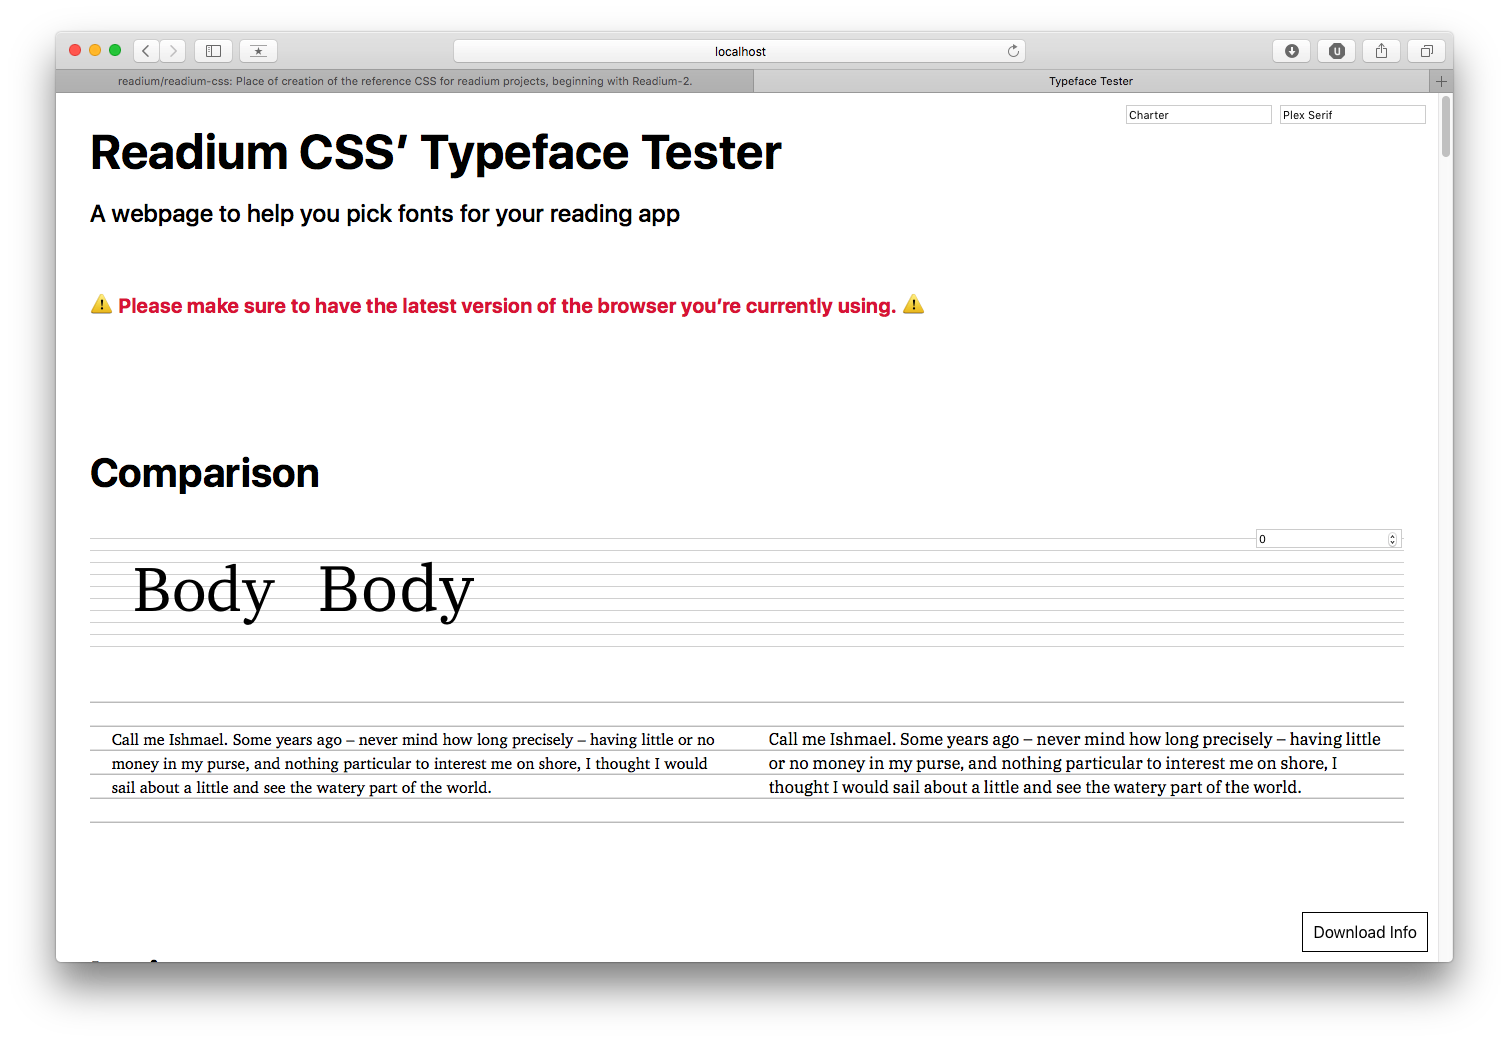 localhost
readium/readium-css: Place of creation of the reference CSS for readium projects, beginning with Readium-2.
Typeface Tester
Charter
Plex Serif
Readium CSS’ Typeface Tester
A webpage to help you pick fonts for your reading app
⚠️ Please make sure to have the latest version of the browser you’re currently using. ⚠️
Comparison
0
Body Body
Call me Ishmael. Some years ago – never mind how long precisely – having little or no
money in my purse, and nothing particular to interest me on shore, I thought I would
sail about a little and see the watery part of the world.
Call me Ishmael. Some years ago – never mind how long precisely – having little
or no money in my purse, and nothing particular to interest me on shore, I
thought I would sail about a little and see the watery part of the world.
Download Info